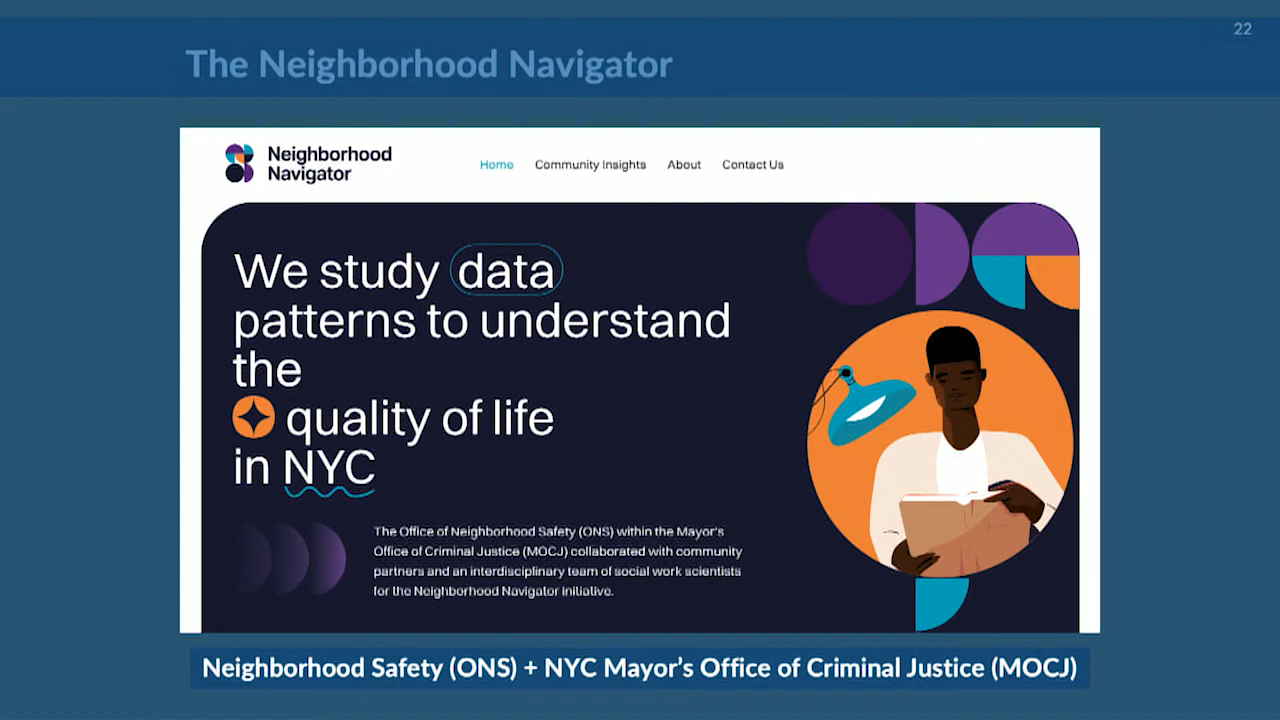 22
The Neighborhood Navigator
Neighborhood
Navigator
Home Community Insights About Contact Us
We study data
patterns to understand
the
quality of life
in NYC
The Office of Neighborhood Safety (ONS) within the Mayor's
Office of Criminal Justice (MOCJ) collaborated with community
partners and an interdisciplinary team of social work scientists
for the Neighborhood Navigator initiative.
Neighborhood Safety (ONS) + NYC Mayor's Office of Criminal Justice (MOCJ)